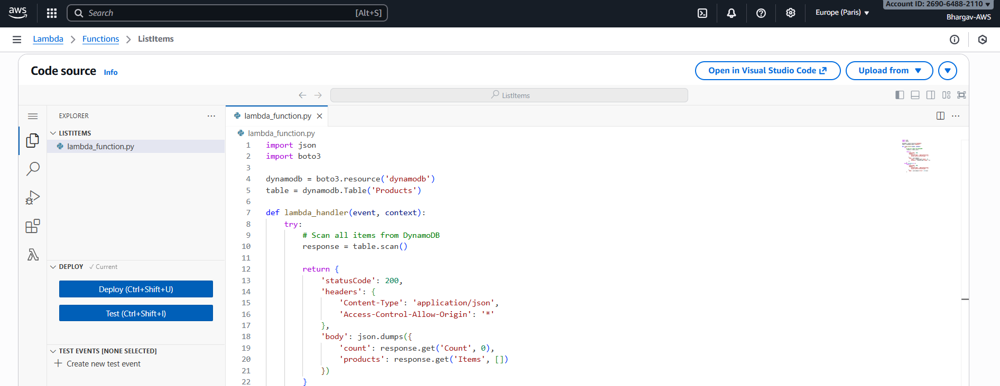 aws
Search [Alt+S]
Europe (Paris)
Account ID: 2690-6488-2110
Bhargav-AWS
Lambda > Functions > ListItems
Code source Info
Open in Visual Studio Code
Upload from
ListItems
EXPLORER
LISTITEMS
lambda_function.py
DEPLOY ✓ Current
Deploy (Ctrl+Shift+U)
Test (Ctrl+Shift+I)
TEST EVENTS [NONE SELECTED]
+ Create new test event
lambda_function.py
lambda_function.py
1 import json
2 import boto3
3
4 dynamodb = boto3.resource('dynamodb')
5 table = dynamodb.Table('Products')
6
7 def lambda_handler(event, context):
8     try:
9         # Scan all items from DynamoDB
10         response = table.scan()
11
12         return {
13             'statusCode': 200,
14             'headers': {
15                 'Content-Type': 'application/json',
16                 'Access-Control-Allow-Origin': '*'
17             },
18             'body': json.dumps({
19                 'count': response.get('Count', 0),
20                 'products': response.get('Items', [])
21             })
22         }